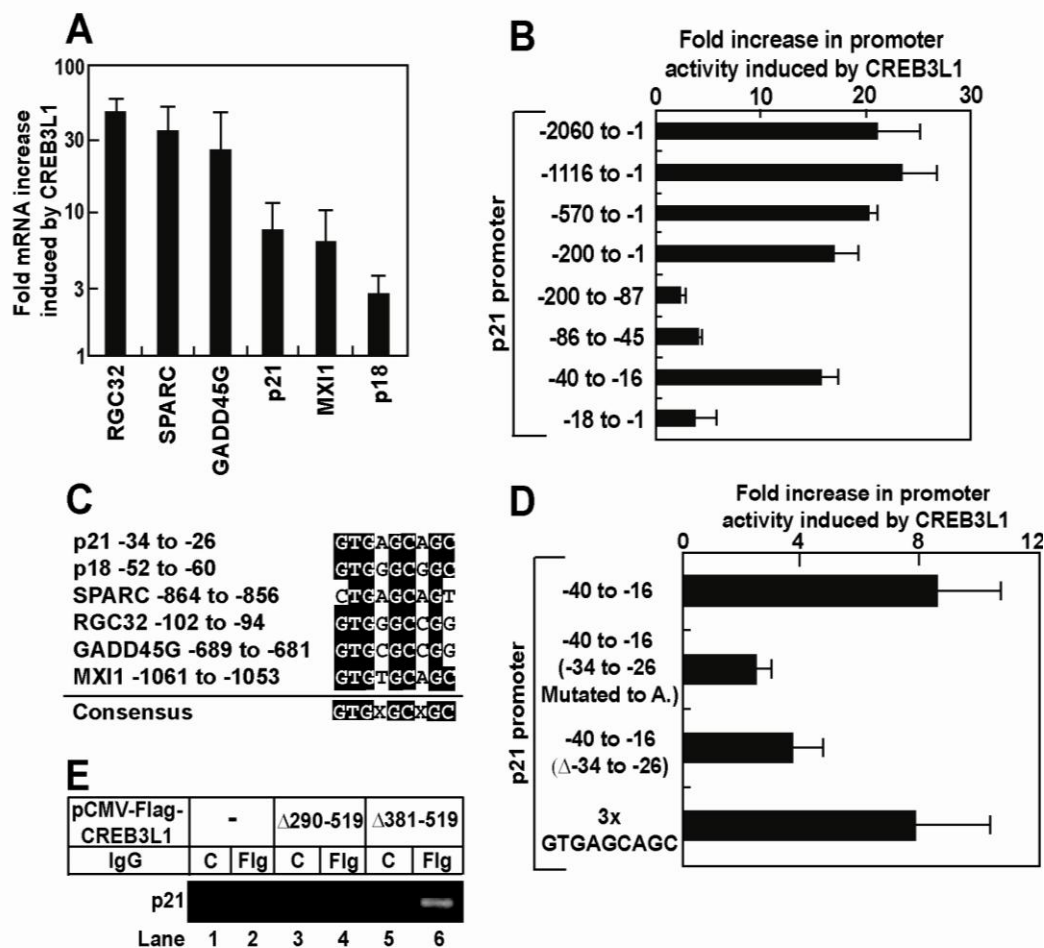 A
Fold mRNA increase
induced by CREB3L1
100
30
10
3
1
RGC32
SPARC
GADD45G
p21
MXI1
p18
B
Fold increase in promoter
activity induced by CREB3L1
0 10 20 30
p21 promoter
-2060 to -1
-1116 to -1
-570 to -1
-200 to -1
-200 to -87
-86 to -45
-40 to -16
-18 to -1
C
p21 -34 to -26 GTGAGCAGC
p18 -52 to -60 GTGGGCGGC
SPARC -864 to -856 CTGAGCAGT
RGC32 -102 to -94 GTGGGCCGG
GADD45G -689 to -681 GTGCGCCGG
MXI1 -1061 to -1053 GTGTGCAGC
Consensus GTGXGCXGC
D
Fold increase in promoter
activity induced by CREB3L1
0 4 8 12
p21 promoter
-40 to -16
-40 to -16
(-34 to -26
Mutated to A.)
-40 to -16
(Δ-34 to -26)
3x
GTGAGCAGC
E
pCMV-Flag-
CREB3L1
- Δ290-519 Δ381-519
IgG C Flg C Flg C Flg
p21
Lane 1 2 3 4 5 6